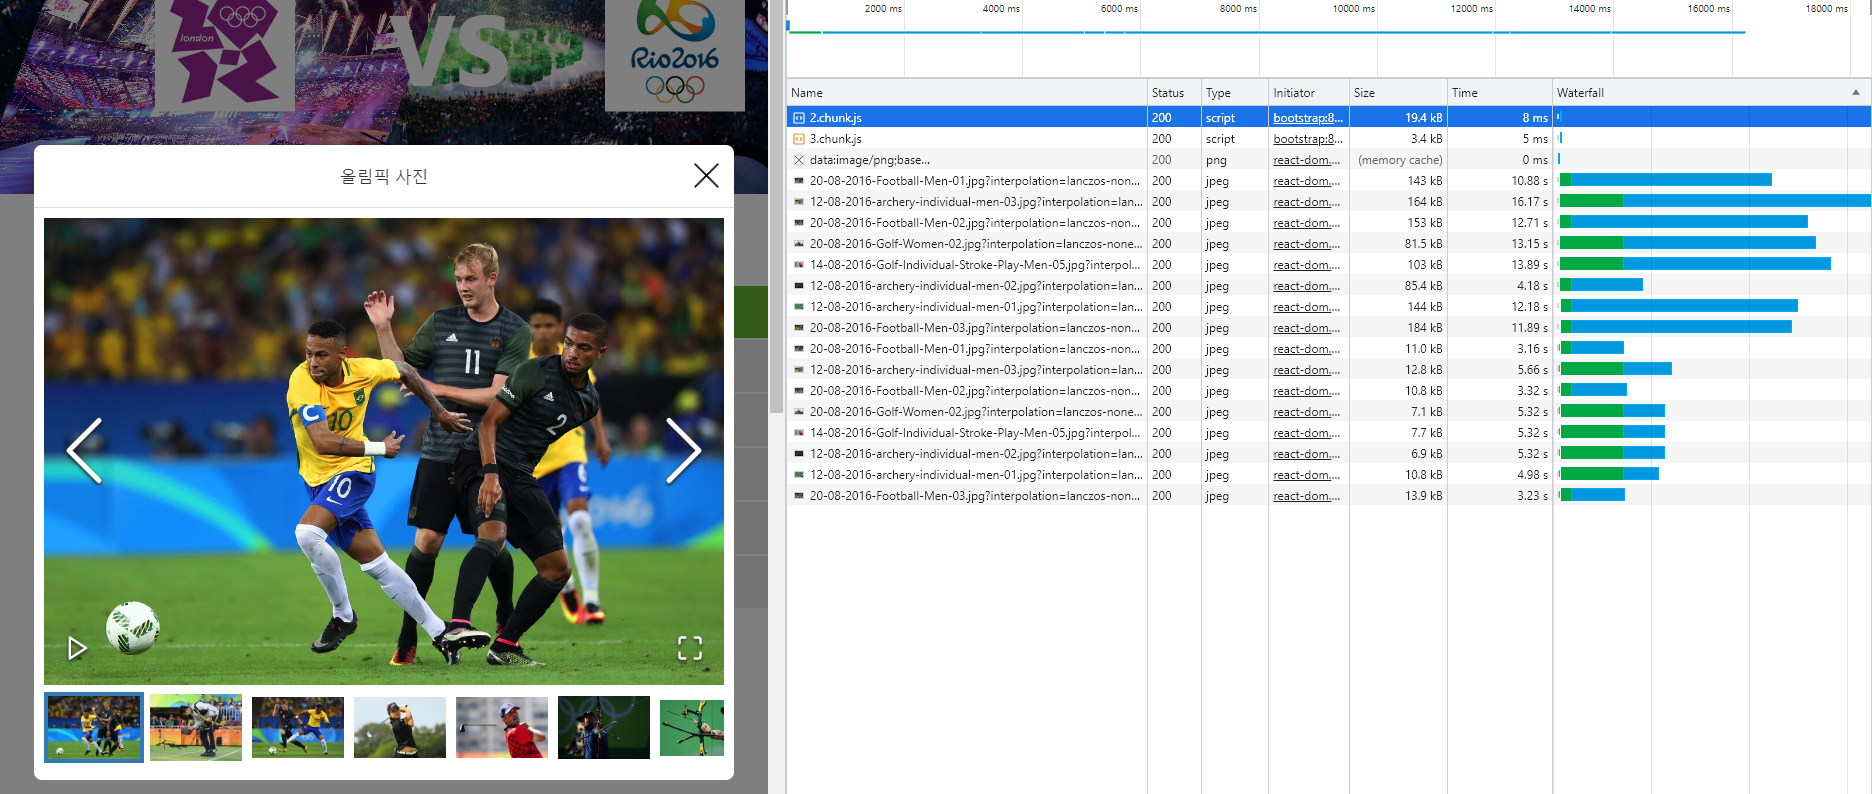 london
VS
Rio2016
올림픽 사진
11
10
2
10
6
2000 ms
4000 ms
6000 ms
8000 ms
10000 ms
12000 ms
14000 ms
16000 ms
18000 ms
Name Status Type Initiator Size Time Waterfall
2.chunk.js 200 script bootstrap:8... 19.4 kB 8 ms
3.chunk.js 200 script bootstrap:8... 3.4 kB 5 ms
data:image/png;base... 200 png react-dom.... (memory cache) 0 ms
20-08-2016-Football-Men-01.jpg?interpolation=lanczos-non... 200 jpeg react-dom.... 143 kB 10.88 s
12-08-2016-archery-individual-men-03.jpg?interpolation=lan... 200 jpeg react-dom.... 164 kB 16.17 s
20-08-2016-Football-Men-02.jpg?interpolation=lanczos-non... 200 jpeg react-dom.... 153 kB 12.71 s
20-08-2016-Golf-Women-02.jpg?interpolation=lanczos-none... 200 jpeg react-dom.... 81.5 kB 13.15 s
14-08-2016-Golf-Individual-Stroke-Play-Men-05.jpg?interpol... 200 jpeg react-dom.... 103 kB 13.89 s
12-08-2016-archery-individual-men-02.jpg?interpolation=lan... 200 jpeg react-dom.... 85.4 kB 4.18 s
12-08-2016-archery-individual-men-01.jpg?interpolation=lan... 200 jpeg react-dom.... 144 kB 12.18 s
20-08-2016-Football-Men-03.jpg?interpolation=lanczos-non... 200 jpeg react-dom.... 184 kB 11.89 s
20-08-2016-Football-Men-01.jpg?interpolation=lanczos-non... 200 jpeg react-dom.... 11.0 kB 3.16 s
12-08-2016-archery-individual-men-03.jpg?interpolation=lan... 200 jpeg react-dom.... 12.8 kB 5.66 s
20-08-2016-Football-Men-02.jpg?interpolation=lanczos-non... 200 jpeg react-dom.... 10.8 kB 3.32 s
20-08-2016-Golf-Women-02.jpg?interpolation=lanczos-none... 200 jpeg react-dom.... 7.1 kB 5.32 s
14-08-2016-Golf-Individual-Stroke-Play-Men-05.jpg?interpol... 200 jpeg react-dom.... 7.7 kB 5.32 s
12-08-2016-archery-individual-men-02.jpg?interpolation=lan... 200 jpeg react-dom.... 6.9 kB 5.32 s
12-08-2016-archery-individual-men-01.jpg?interpolation=lan... 200 jpeg react-dom.... 10.8 kB 4.98 s
20-08-2016-Football-Men-03.jpg?interpolation=lanczos-non... 200 jpeg react-dom.... 13.9 kB 3.23 s